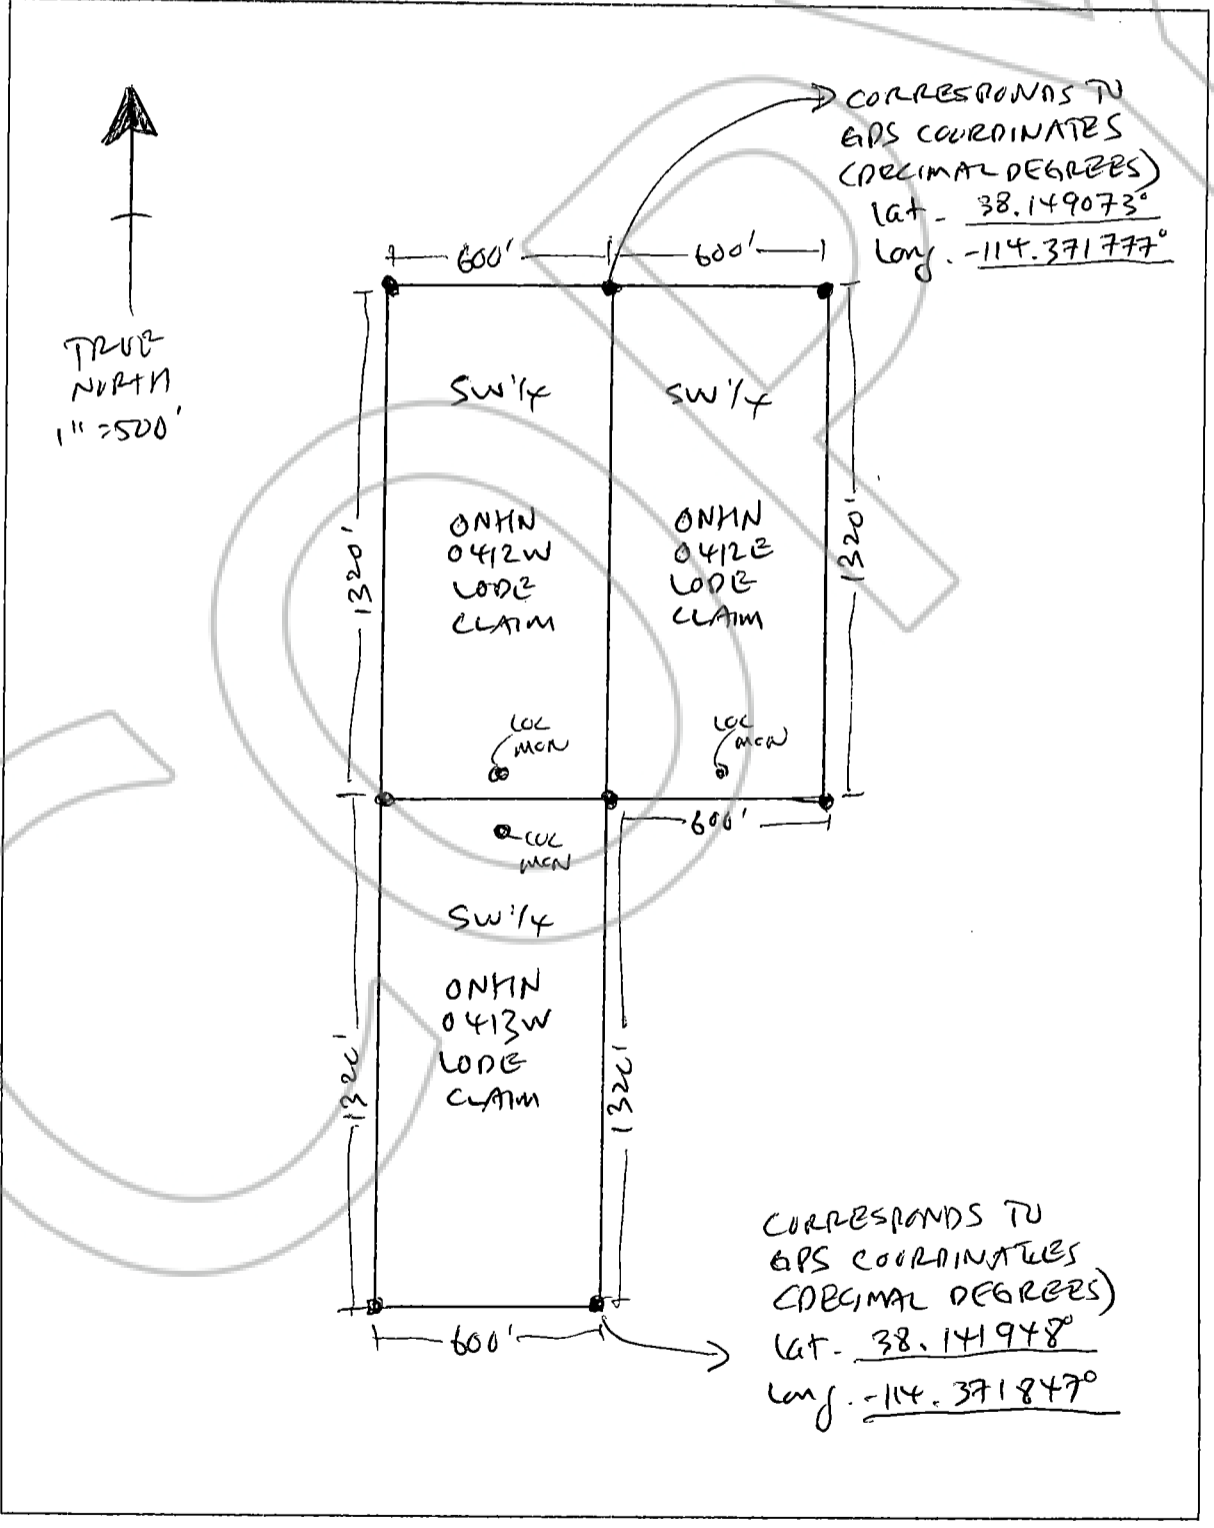 CORRESPONDS TO
GPS COORDINATES
(DECIMAL DEGREES)
lat - 38.149073°
long. -114.371777°
600'
600'
TRUE
NORTH
1" = 500'
SW 1/4
SW 1/4
1320'
1320'
ONHN
0412W
LODE
CLAIM
ONHN
0412E
LODE
CLAIM
LOC
MON
LOC
MON
600'
LOC
MON
SW 1/4
ONHN
0413W
LODE
CLAIM
1320'
1320'
600'
CORRESPONDS TO
GPS COORDINATES
(DECIMAL DEGREES)
lat - 38.141948°
long. -114.371847°
COPY